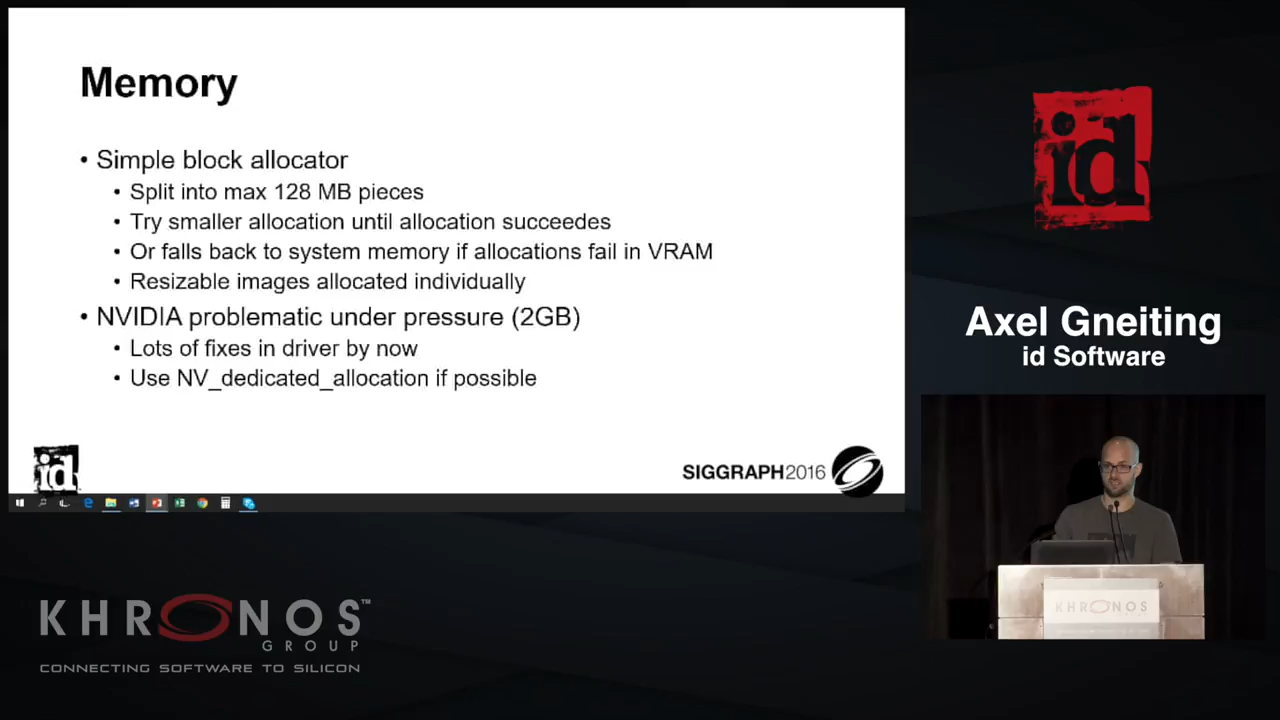 Memory
• Simple block allocator
• Split into max 128 MB pieces
• Try smaller allocation until allocation succeedes
• Or falls back to system memory if allocations fail in VRAM
• Resizable images allocated individually
• NVIDIA problematic under pressure (2GB)
• Lots of fixes in driver by now
• Use NV_dedicated_allocation if possible
id
SIGGRAPH2016
id
Axel Gneiting
id Software
KHRONOS
KHRONOS™
GROUP
CONNECTING SOFTWARE TO SILICON